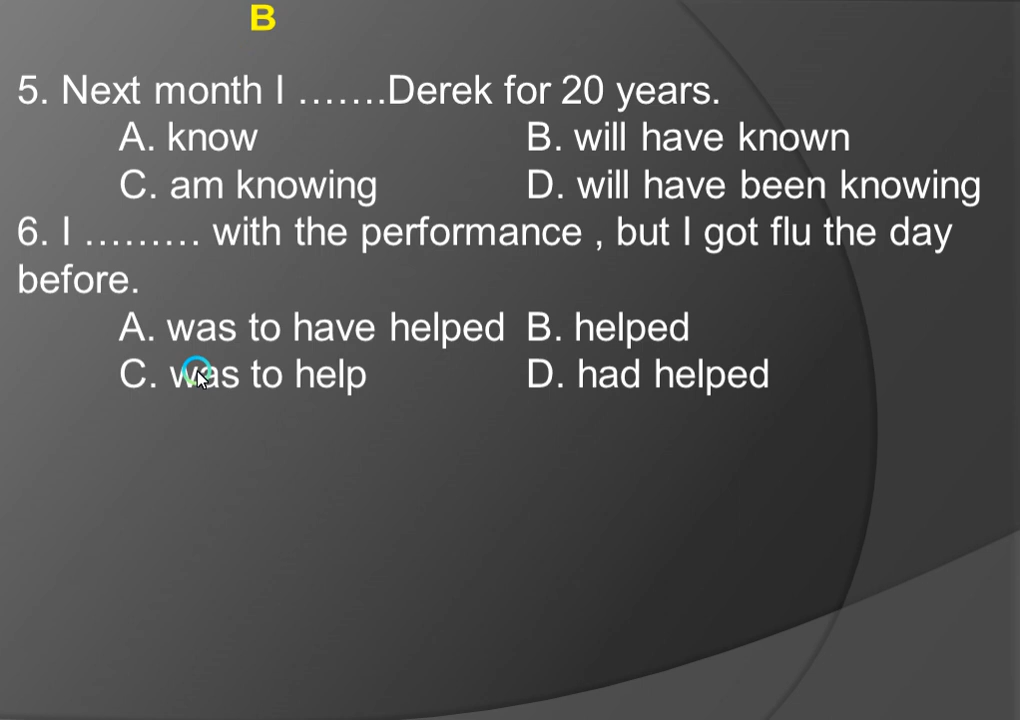 B
5. Next month I …….Derek for 20 years.
A. know B. will have known
C. am knowing D. will have been knowing
6. I ……… with the performance , but I got flu the day
before.
A. was to have helped B. helped
C. was to help D. had helped